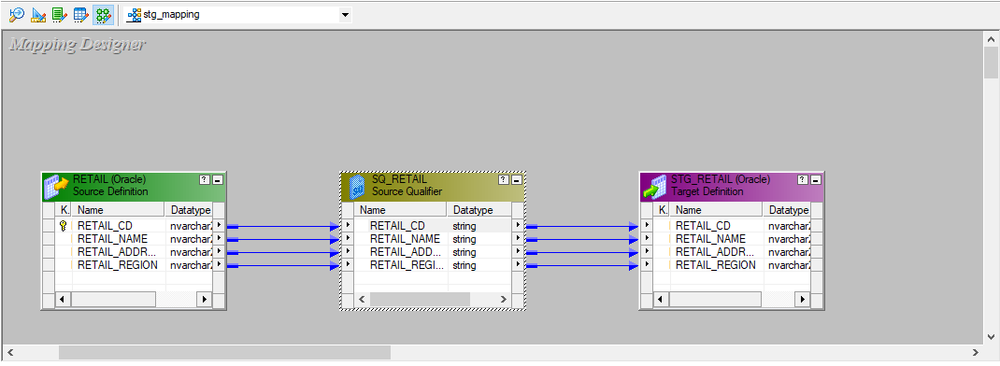 stg_mapping
Mapping Designer
RETAIL (Oracle) ?
Source Definition
K. Name Datatype
RETAIL_CD nvarchar2
RETAIL_NAME nvarchar2
RETAIL_ADDR... nvarchar2
RETAIL_REGION nvarchar2
SQ_RETAIL ?
Source Qualifier
Name Datatype
RETAIL_CD string
RETAIL_NAME string
RETAIL_ADD... string
RETAIL_REGI... string
STG_RETAIL (Oracle) ?
Target Definition
K. Name Datatype
RETAIL_CD nvarchar2
RETAIL_NAME nvarchar2
RETAIL_ADDR... nvarchar2
RETAIL_REGION nvarchar2